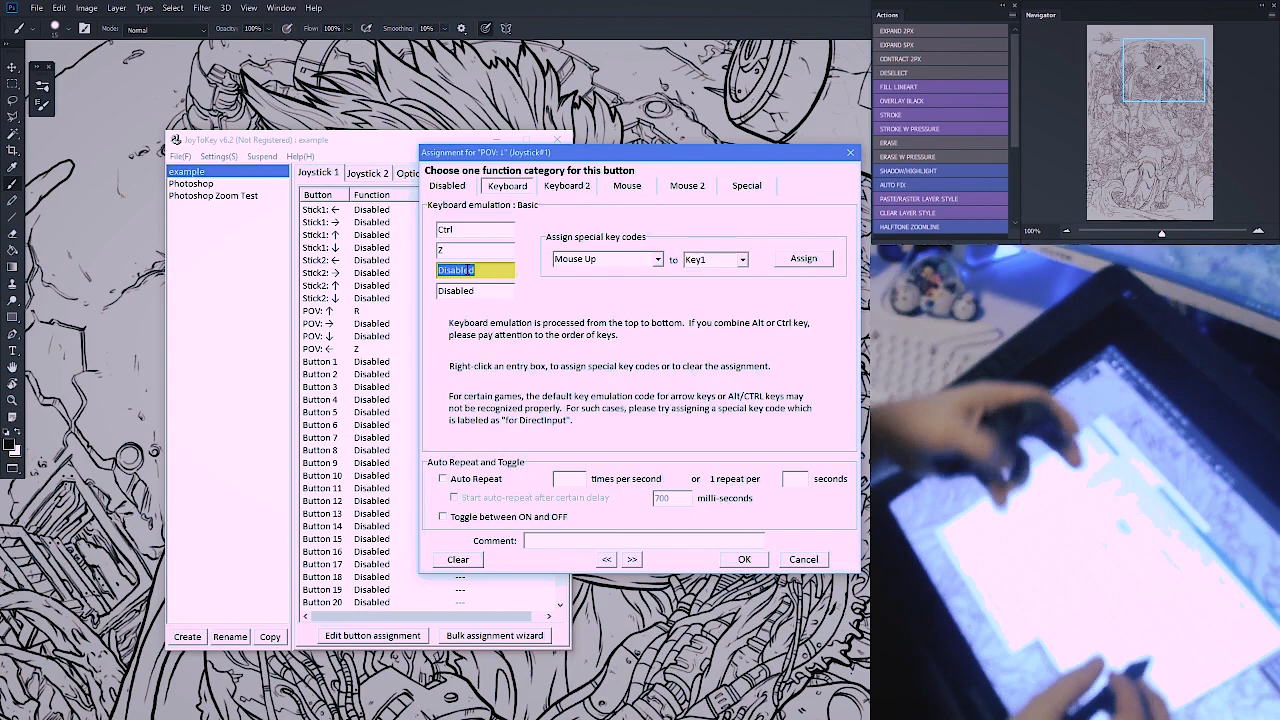 Ps File Edit Image Layer Type Select Filter 3D View Window Help
15 Mode: Normal Opacity: 100% Flow: 100% Smoothing: 10%
JoyToKey v6.2 (Not Registered) : example
File(F) Settings(S) Suspend Help(H)
example
Photoshop
Photoshop Zoom Test
Create Rename Copy
Joystick 1 Joystick 2 Optio
Button Function
Stick1: ← Disabled
Stick1: → Disabled
Stick1: ↑ Disabled
Stick1: ↓ Disabled
Stick2: ← Disabled
Stick2: → Disabled
Stick2: ↑ Disabled
Stick2: ↓ Disabled
POV: ↑ R
POV: → Disabled
POV: ↓ Disabled
POV: ← Z
Button 1 Disabled
Button 2 Disabled
Button 3 Disabled
Button 4 Disabled
Button 5 Disabled
Button 6 Disabled
Button 7 Disabled
Button 8 Disabled
Button 9 Disabled
Button 10 Disabled
Button 11 Disabled
Button 12 Disabled
Button 13 Disabled
Button 14 Disabled
Button 15 Disabled
Button 16 Disabled
Button 17 Disabled
Button 18 Disabled ---
Button 19 Disabled ---
Button 20 Disabled ---
Edit button assignment Bulk assignment wizard
Assignment for "POV: ↓" (Joystick#1)
Choose one function category for this button
Disabled Keyboard Keyboard 2 Mouse Mouse 2 Special
Keyboard emulation : Basic
Ctrl
Z
Disabled
Disabled
Assign special key codes
Mouse Up to Key1 Assign
Keyboard emulation is processed from the top to bottom. If you combine Alt or Ctrl key,
please pay attention to the order of keys.
Right-click an entry box, to assign special key codes or to clear the assignment.
For certain games, the default key emulation code for arrow keys or Alt/CTRL keys may
not be recognized properly. For such cases, please try assigning a special key code which
is labeled as "for DirectInput".
Auto Repeat and Toggle
Auto Repeat times per second or 1 repeat per seconds
Start auto-repeat after certain delay 700 milli-seconds
Toggle between ON and OFF
Comment:
Clear << >> OK Cancel
Actions
EXPAND 2PX
EXPAND 5PX
CONTRACT 2PX
DESELECT
FILL LINEART
OVERLAY BLACK
STROKE
STROKE W PRESSURE
ERASE
ERASE W PRESSURE
SHADOW/HIGHLIGHT
AUTO FIX
PASTE/RASTER LAYER STYLE
CLEAR LAYER STYLE
HALFTONE ZOONLINE
Navigator
100%